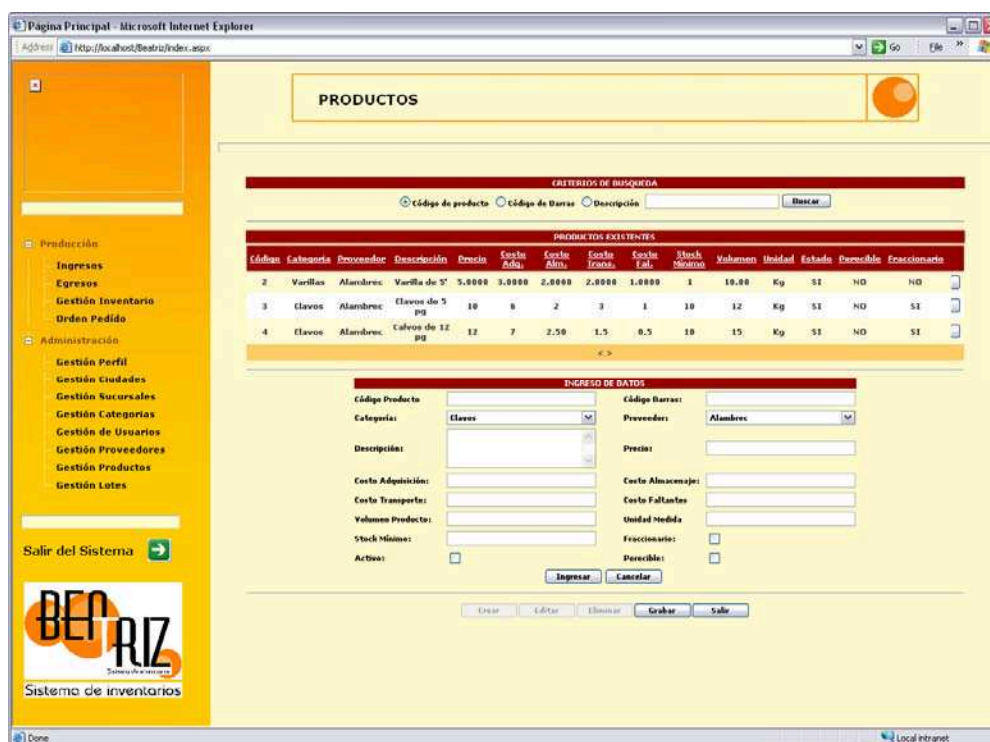 Página Principal - Microsoft Internet Explorer
Address http://localhost/Beatriz/index.aspx Go File »
PRODUCTOS
CRITERIOS DE BUSQUEDA
Código de producto Código de Barras Descripción Buscar
Producción
Ingresos
Egresos
Gestión Inventario
Orden Pedido
Administración
Gestión Perfil
Gestión Ciudades
Gestión Sucursales
Gestión Categorías
Gestión de Usuarios
Gestión Proveedores
Gestión Productos
Gestión Lotes
Salir del Sistema
BEATRIZ
Sistema de inventarios
Sistema de inventarios
PRODUCTOS EXISTENTES
Código Categoría Proveedor Descripción Precio Costo Adq. Costo Alm. Costo Trans. Costo Fal. Stock Mínimo Volumen Unidad Estado Perecible Fraccionario
2 Varillas Alambrec Varilla de 5' 5.0000 3.0000 2.0000 2.0000 1.0000 1 10.00 Kg SI NO NO
3 Clavos Alambrec Clavos de 5 pg 10 6 2 3 1 10 12 Kg SI NO SI
4 Clavos Alambrec Calvos de 12 pg 12 7 2.50 1.5 0.5 10 15 Kg SI NO SI
< >
INGRESO DE DATOS
Código Producto Código Barras:
Categoría: Clavos Proveedor: Alambrec
Descripción: Precio:
Costo Adquisición: Costo Almacenaje:
Costo Transporte: Costo Faltantes
Volumen Producto: Unidad Medida
Stock Mínimo: Fraccionario:
Activo: Perecible:
Ingresar Cancelar
Crear Editar Eliminar Grabar Salir
Done Local intranet